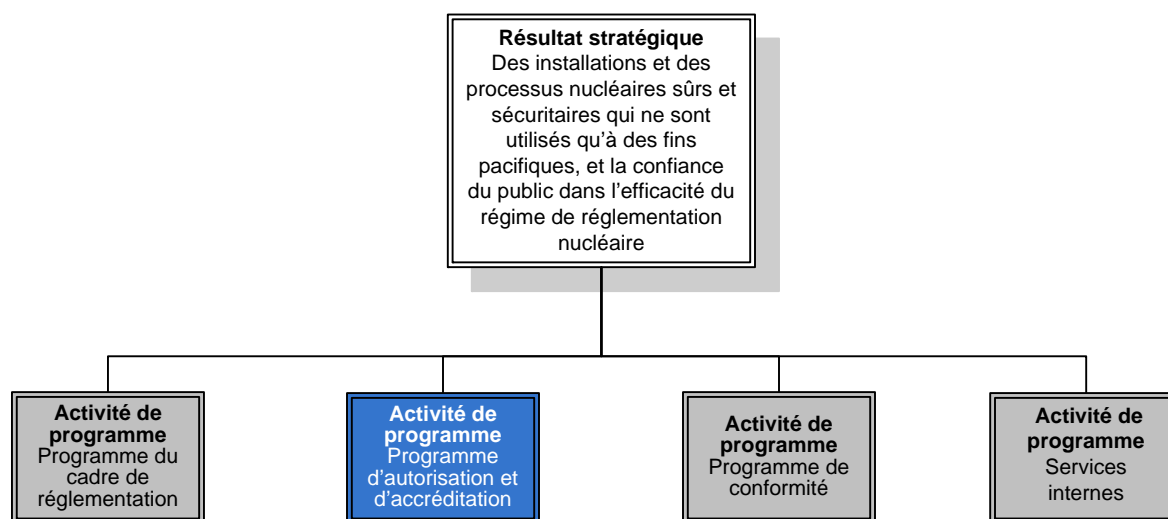 Résultat stratégique
Des installations et des
processus nucléaires sûrs et
sécuritaires qui ne sont
utilisés qu’à des fins
pacifiques, et la confiance
du public dans l’efficacité du
régime de réglementation
nucléaire
Activité de
programme
Programme du
cadre de
réglementation
Activité de
programme
Programme
d’autorisation et
d’accréditation
Activité de
programme
Programme de
conformité
Activité de
programme
Services
internes